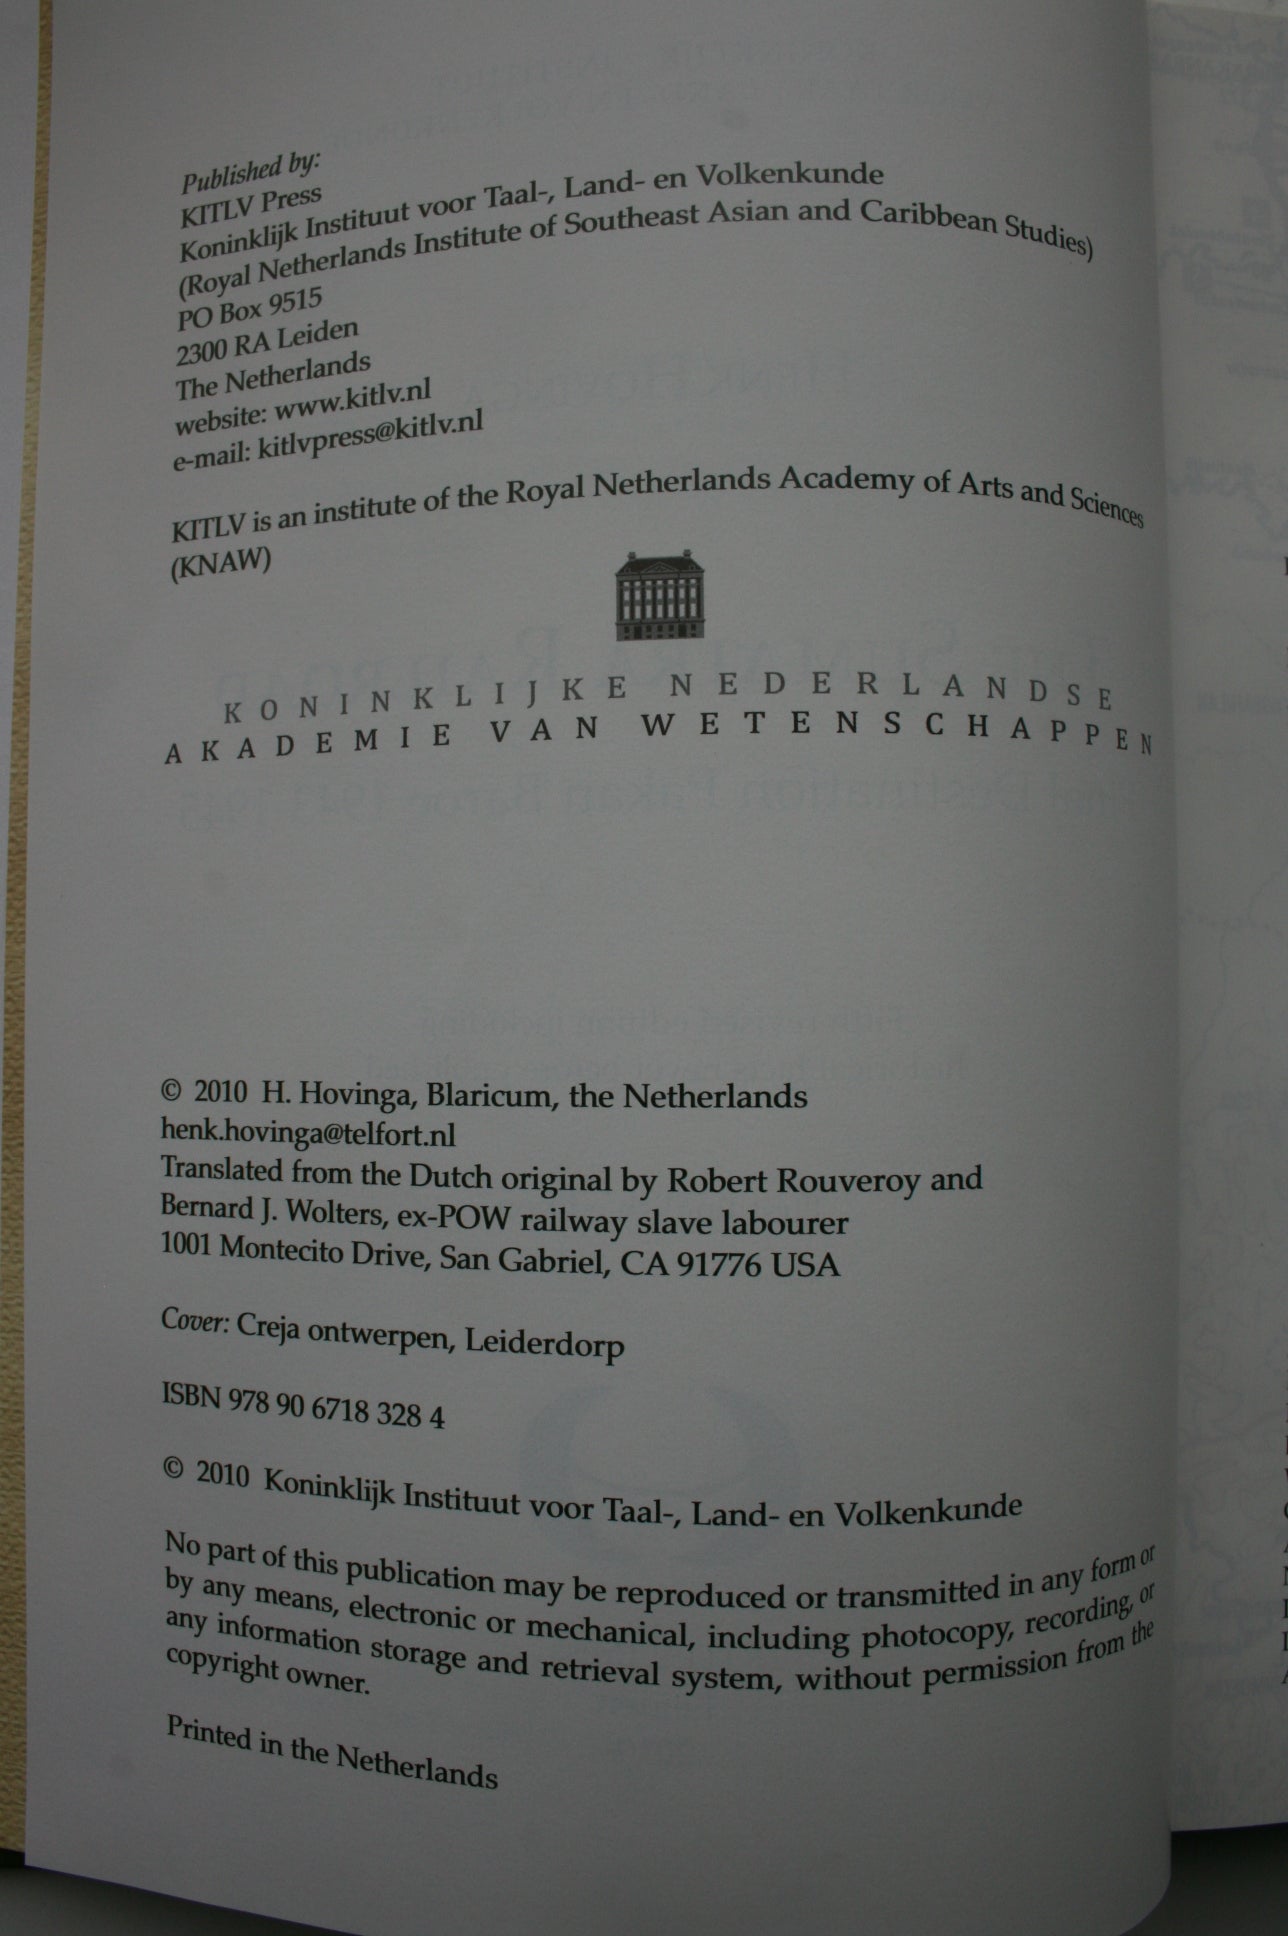 Published by:
KITLV Press
Koninklijk Instituut voor Taal-, Land- en Volkenkunde
(Royal Netherlands Institute of Southeast Asian and Caribbean Studies)
PO Box 9515
2300 RA Leiden
The Netherlands
website: www.kitlv.nl
e-mail: kitlvpress@kitlv.nl
KITLV is an institute of the Royal Netherlands Academy of Arts and Sciences
(KNAW)
KONINKLIJKE NEDERLANDSE
AKADEMIE VAN WETENSCHAPPEN
© 2010 H. Hovinga, Blaricum, the Netherlands
henk.hovinga@telfort.nl
Translated from the Dutch original by Robert Rouveroy and
Bernard J. Wolters, ex-POW railway slave labourer
1001 Montecito Drive, San Gabriel, CA 91776 USA
Cover: Creja ontwerpen, Leiderdorp
ISBN 978 90 6718 328 4
© 2010 Koninklijk Instituut voor Taal-, Land- en Volkenkunde
No part of this publication may be reproduced or transmitted in any form or
by any means, electronic or mechanical, including photocopy, recording, or
any information storage and retrieval system, without permission from the
copyright owner.
Printed in the Netherlands